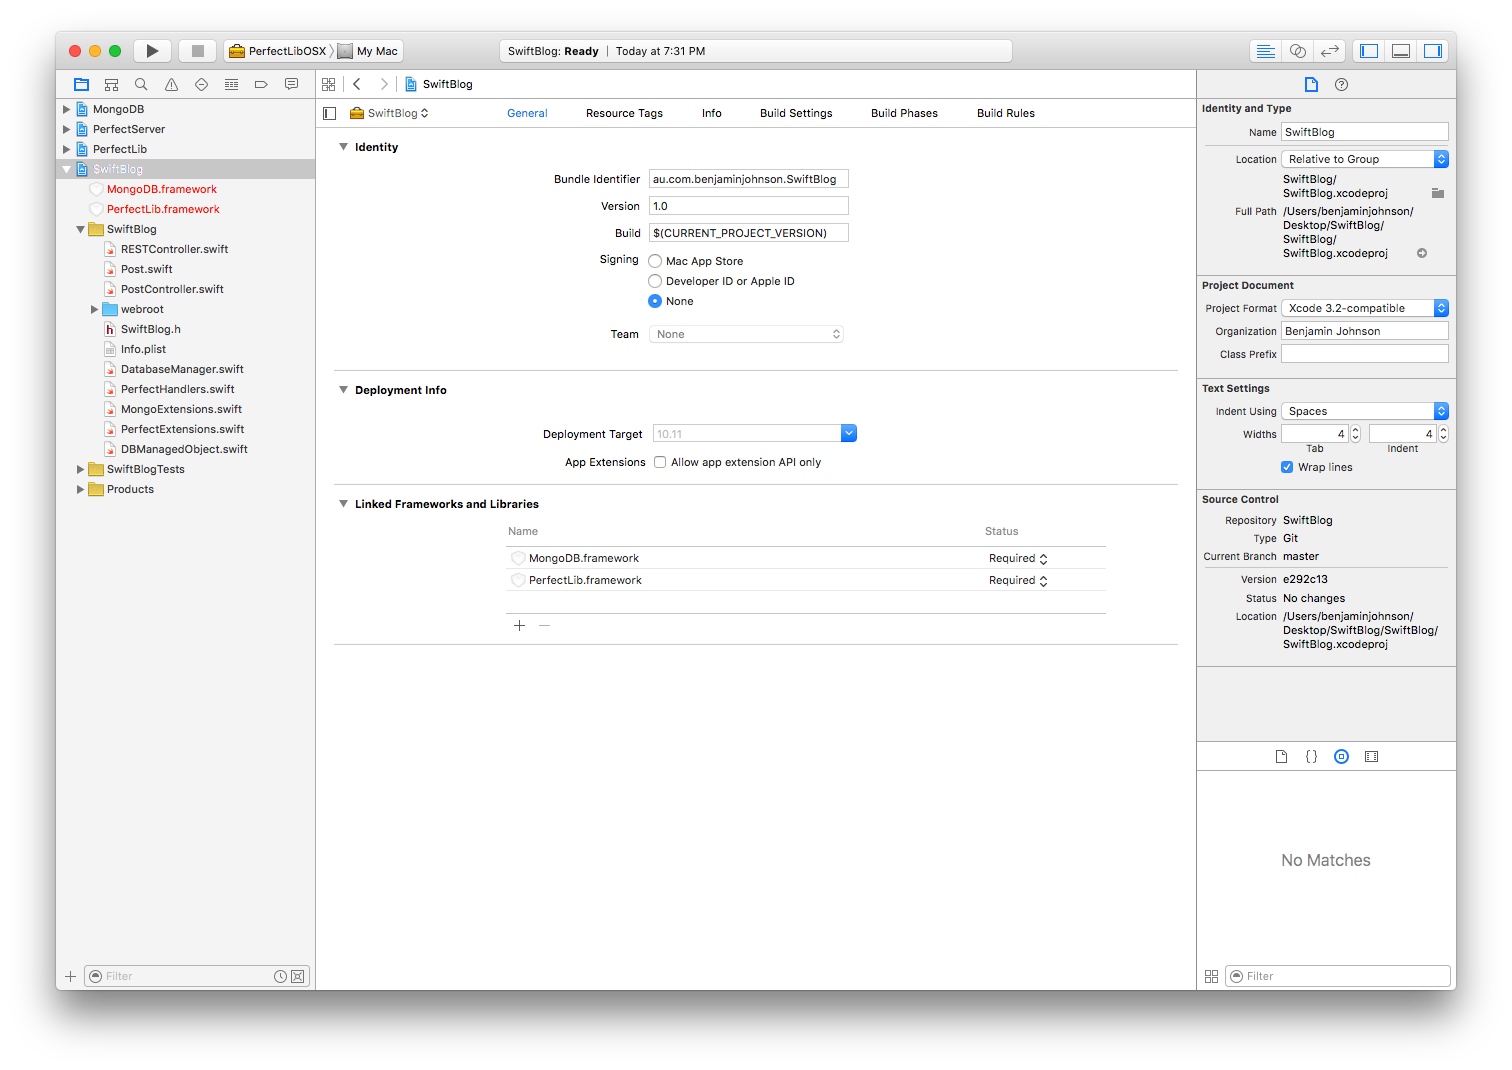 PerfectLibOSX
My Mac
SwiftBlog: Ready | Today at 7:31 PM
SwiftBlog
MongoDB
PerfectServer
PerfectLib
SwiftBlog
MongoDB.framework
PerfectLib.framework
SwiftBlog
RESTController.swift
Post.swift
PostController.swift
webroot
SwiftBlog.h
Info.plist
DatabaseManager.swift
PerfectHandlers.swift
MongoExtensions.swift
PerfectExtensions.swift
DBManagedObject.swift
SwiftBlogTests
Products
Filter
SwiftBlog
General
Resource Tags
Info
Build Settings
Build Phases
Build Rules
Identity
Bundle Identifier au.com.benjaminjohnson.SwiftBlog
Version 1.0
Build $(CURRENT_PROJECT_VERSION)
Signing Mac App Store
Developer ID or Apple ID
None
Team None
Deployment Info
Deployment Target 10.11
App Extensions Allow app extension API only
Linked Frameworks and Libraries
Name Status
MongoDB.framework Required
PerfectLib.framework Required
Identity and Type
Name SwiftBlog
Location Relative to Group
SwiftBlog/
SwiftBlog.xcodeproj
Full Path /Users/benjaminjohnson/
Desktop/SwiftBlog/
SwiftBlog/
SwiftBlog.xcodeproj
Project Document
Project Format Xcode 3.2-compatible
Organization Benjamin Johnson
Class Prefix
Text Settings
Indent Using Spaces
Widths 4 4
Tab Indent
Wrap lines
Source Control
Repository SwiftBlog
Type Git
Current Branch master
Version e292c13
Status No changes
Location /Users/benjaminjohnson/
Desktop/SwiftBlog/SwiftBlog/
SwiftBlog.xcodeproj
{}
No Matches
Filter